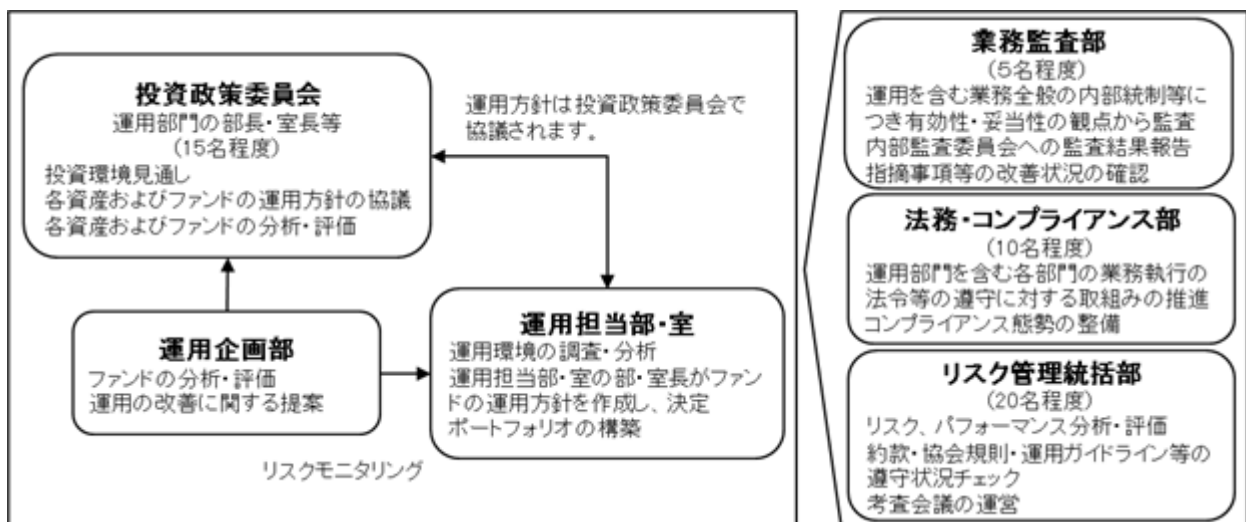 投資政策委員会
運用部門の部長・室長等
(15名程度)
投資環境見通し
各資産およびファンドの運用方針の協議
各資産およびファンドの分析・評価
運用方針は投資政策委員会で
協議されます。
運用企画部
ファンドの分析・評価
運用の改善に関する提案
運用担当部・室
運用環境の調査・分析
運用担当部・室の部・室長がファン
ドの運用方針を作成し、決定
ポートフォリオの構築
リスクモニタリング
業務監査部
(5名程度)
運用を含む業務全般の内部統制等に
つき有効性・妥当性の観点から監査
内部監査委員会への監査結果報告
指摘事項等の改善状況の確認
法務・コンプライアンス部
(10名程度)
運用部門を含む各部門の業務執行の
法令等の遵守に対する取組みの推進
コンプライアンス態勢の整備
リスク管理統括部
(20名程度)
リスク、パフォーマンス分析・評価
約款・協会規則・運用ガイドライン等の
遵守状況チェック
考査会議の運営